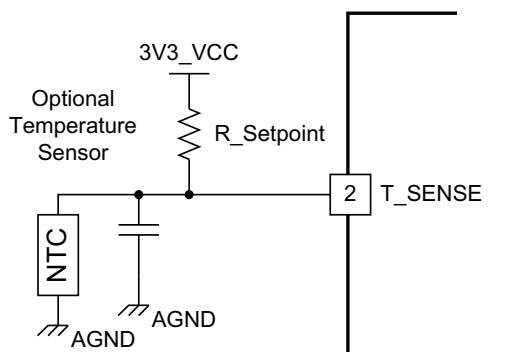 3V3_VCC
Optional
Temperature
Sensor
R_Setpoint
2
T_SENSE
NTC
AGND
AGND